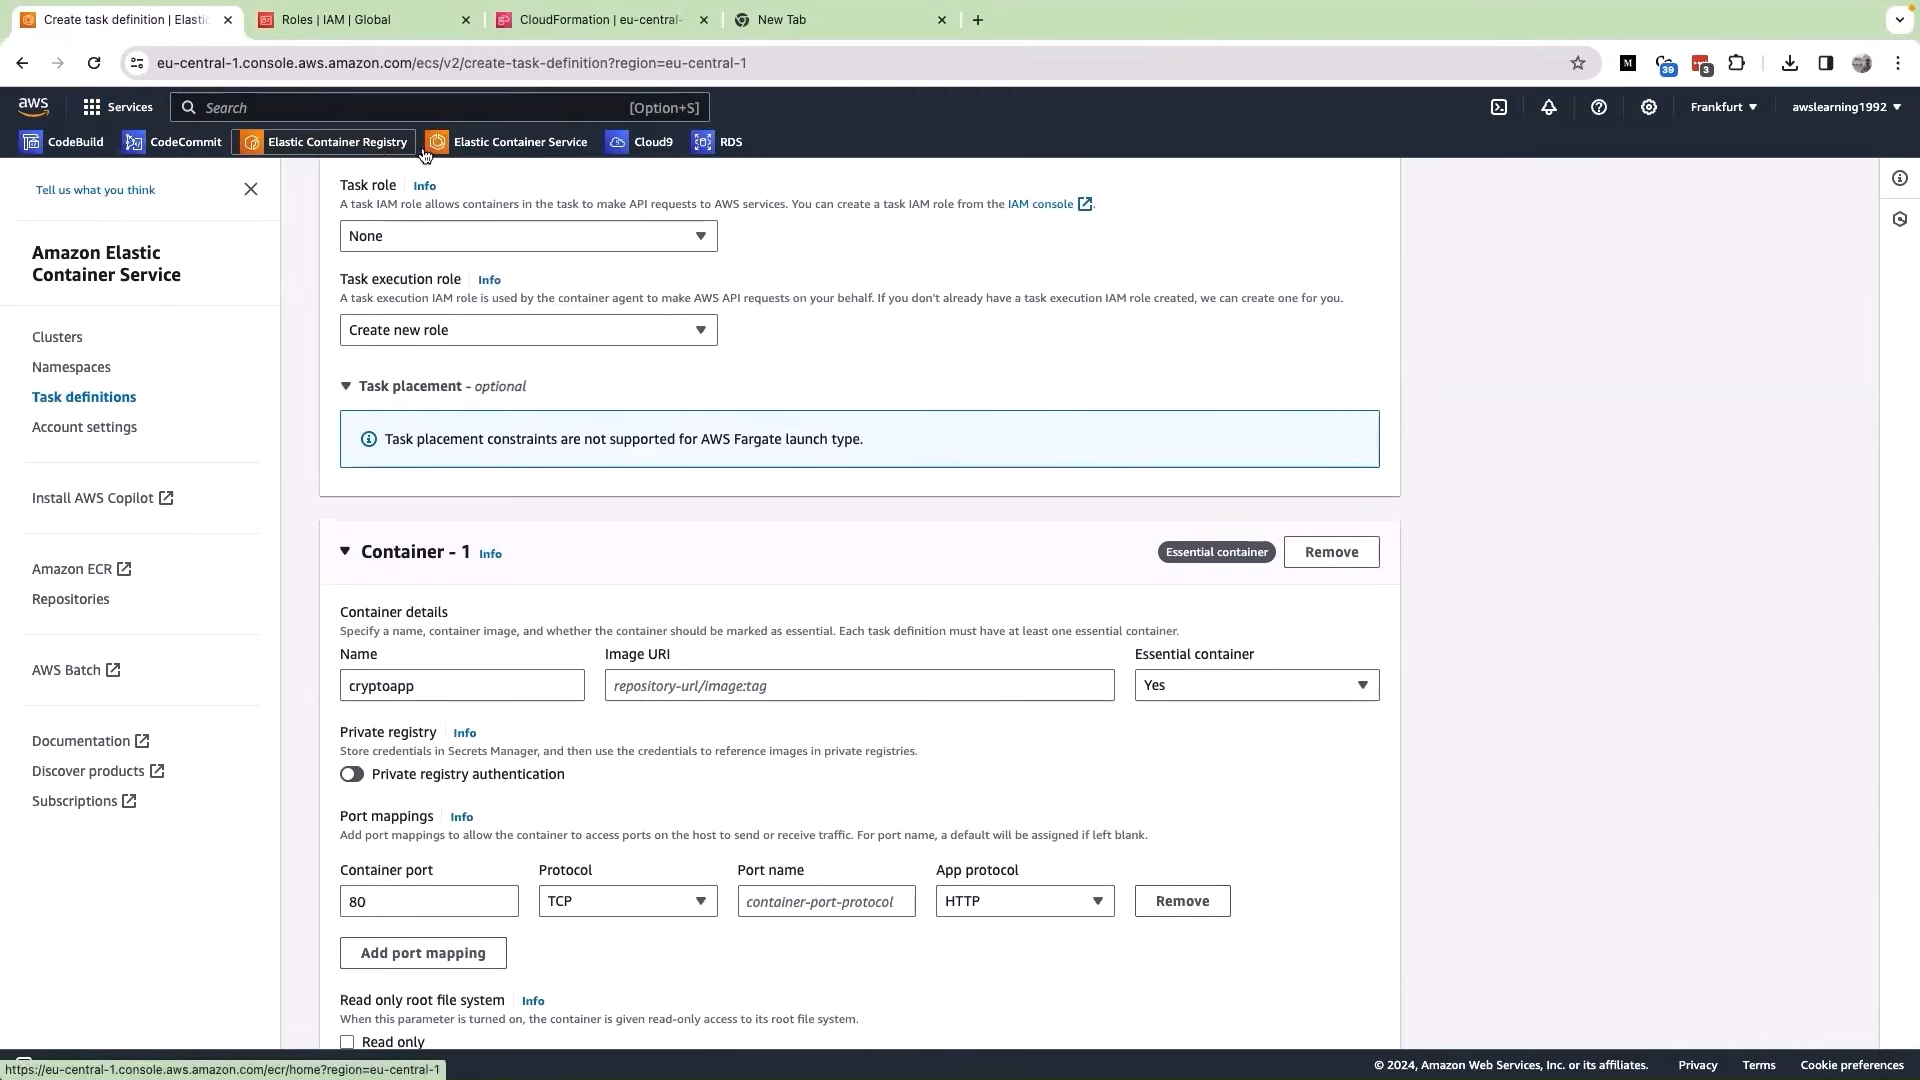 Create task definition | Elastic
Roles | IAM | Global
CloudFormation | eu-central-
New Tab
eu-central-1.console.aws.amazon.com/ecs/v2/create-task-definition?region=eu-central-1
M
39
3
aws
Services
Search
[Option+S]
Frankfurt
awslearning1992
CodeBuild
CodeCommit
Elastic Container Registry
Elastic Container Service
Cloud9
RDS
Tell us what you think
Amazon Elastic
Container Service
Clusters
Namespaces
Task definitions
Account settings
Install AWS Copilot
Amazon ECR
Repositories
AWS Batch
Documentation
Discover products
Subscriptions
Task role Info
A task IAM role allows containers in the task to make API requests to AWS services. You can create a task IAM role from the IAM console.
None
Task execution role Info
A task execution IAM role is used by the container agent to make AWS API requests on your behalf. If you don't already have a task execution IAM role created, we can create one for you.
Create new role
Task placement - optional
Task placement constraints are not supported for AWS Fargate launch type.
Container - 1 Info
Essential container
Remove
Container details
Specify a name, container image, and whether the container should be marked as essential. Each task definition must have at least one essential container.
Name Image URI Essential container
cryptoapp repository-url/image:tag Yes
Private registry Info
Store credentials in Secrets Manager, and then use the credentials to reference images in private registries.
Private registry authentication
Port mappings Info
Add port mappings to allow the container to access ports on the host to send or receive traffic. For port name, a default will be assigned if left blank.
Container port Protocol Port name App protocol
80 TCP container-port-protocol HTTP Remove
Add port mapping
Read only root file system Info
When this parameter is turned on, the container is given read-only access to its root file system.
Read only
https://eu-central-1.console.aws.amazon.com/ecr/home?region=eu-central-1
© 2024, Amazon Web Services, Inc. or its affiliates. Privacy Terms Cookie preferences